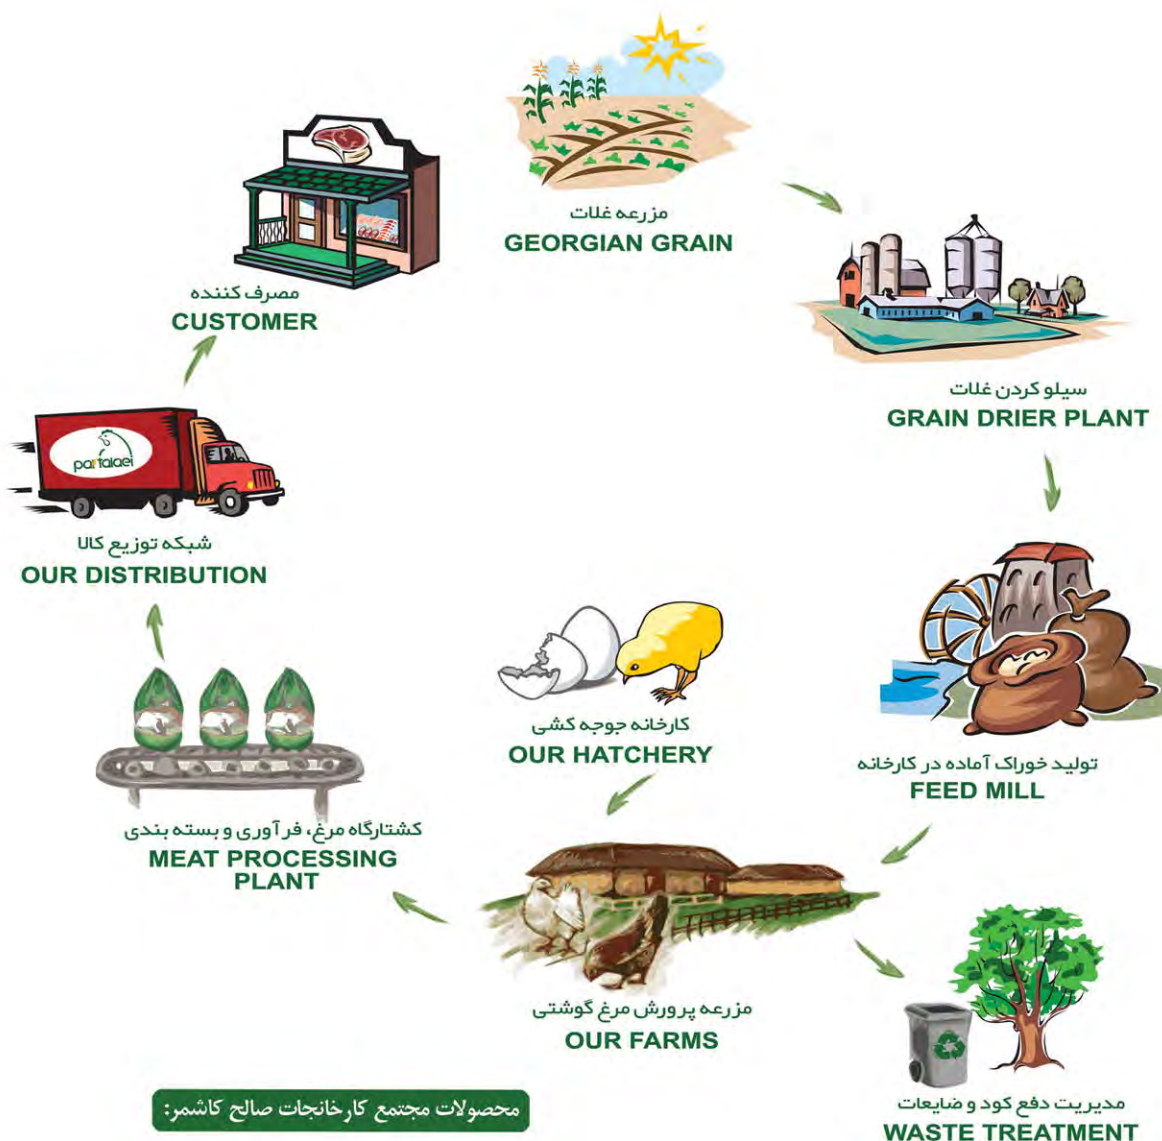 مزرعه غلات
GEORGIAN GRAIN
سیلو کردن غلات
GRAIN DRIER PLANT
تولید خوراک آماده در کارخانه
FEED MILL
کارخانه جوجه کشی
OUR HATCHERY
مزرعه پرورش مرغ گوشتی
OUR FARMS
مدیریت دفع کود و ضایعات
WASTE TREATMENT
کشتارگاه مرغ، فرآوری و بسته بندی
MEAT PROCESSING
PLANT
شبکه توزیع کالا
OUR DISTRIBUTION
partalaei
مصرف کننده
CUSTOMER
محصولات مجتمع کارخانجات صالح کاشمر: